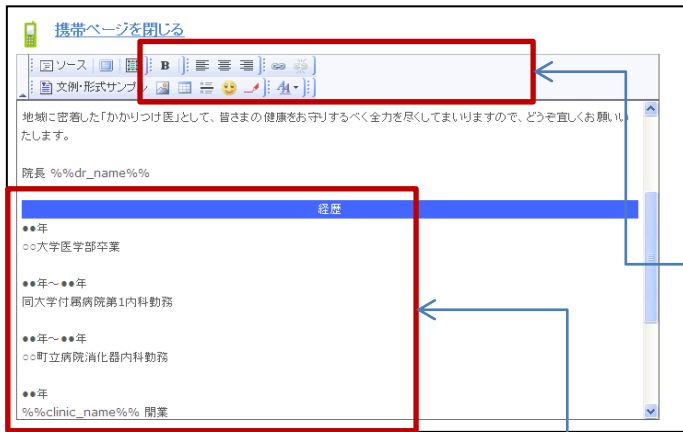 携帯ページを閉じる
ソース B
文例・形式サンプル
地域に密着した「かかりつけ医」として、皆さまの健康をお守りするべく全力を尽くしてまいりますので、どうぞ宜しくお願いい
たします。
院長 %%dr_name%%
経歴
●●年
○○大学医学部卒業
●●年～●●年
同大学付属病院第1内科勤務
●●年～●●年
○○町立病院消化器内科勤務
●●年
%%clinic_name%% 開業